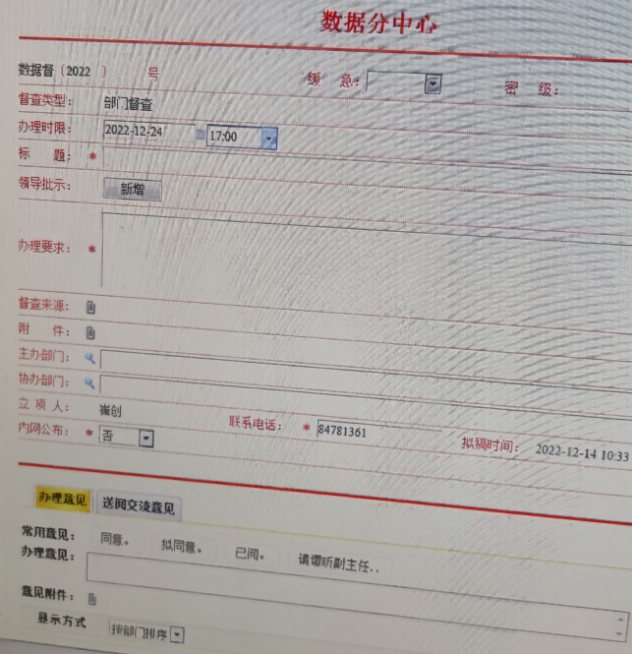 数据分中心
数据督〔2022 〕 号 缓 急: 密 级:
督查类型: 部门督查
办理时限: 2022-12-24 17:00
标 题: *
领导批示: 新增
办理要求: *
督查来源:
附 件:
主办部门:
协办部门:
立 项 人: 崔创
联系电话: * 84781361
内网公布: * 否
拟稿时间: 2022-12-14 10:33
办理意见 送阅交流意见
常用意见: 同意。 拟同意。 已阅。 请谭昕副主任..
办理意见:
意见附件:
显示方式 按部门排序